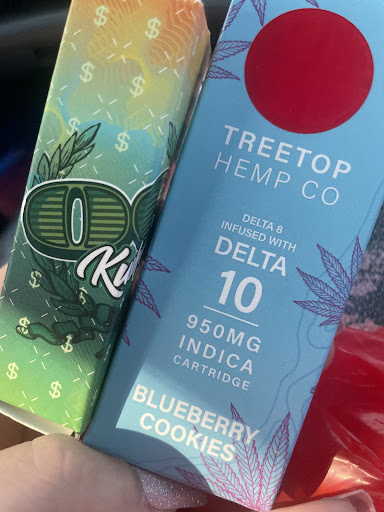 TREETOP
HEMP CO
DELTA 8
INFUSED WITH
DELTA
10
950MG
INDICA
CARTRIDGE
BLUEBERRY
COOKIES